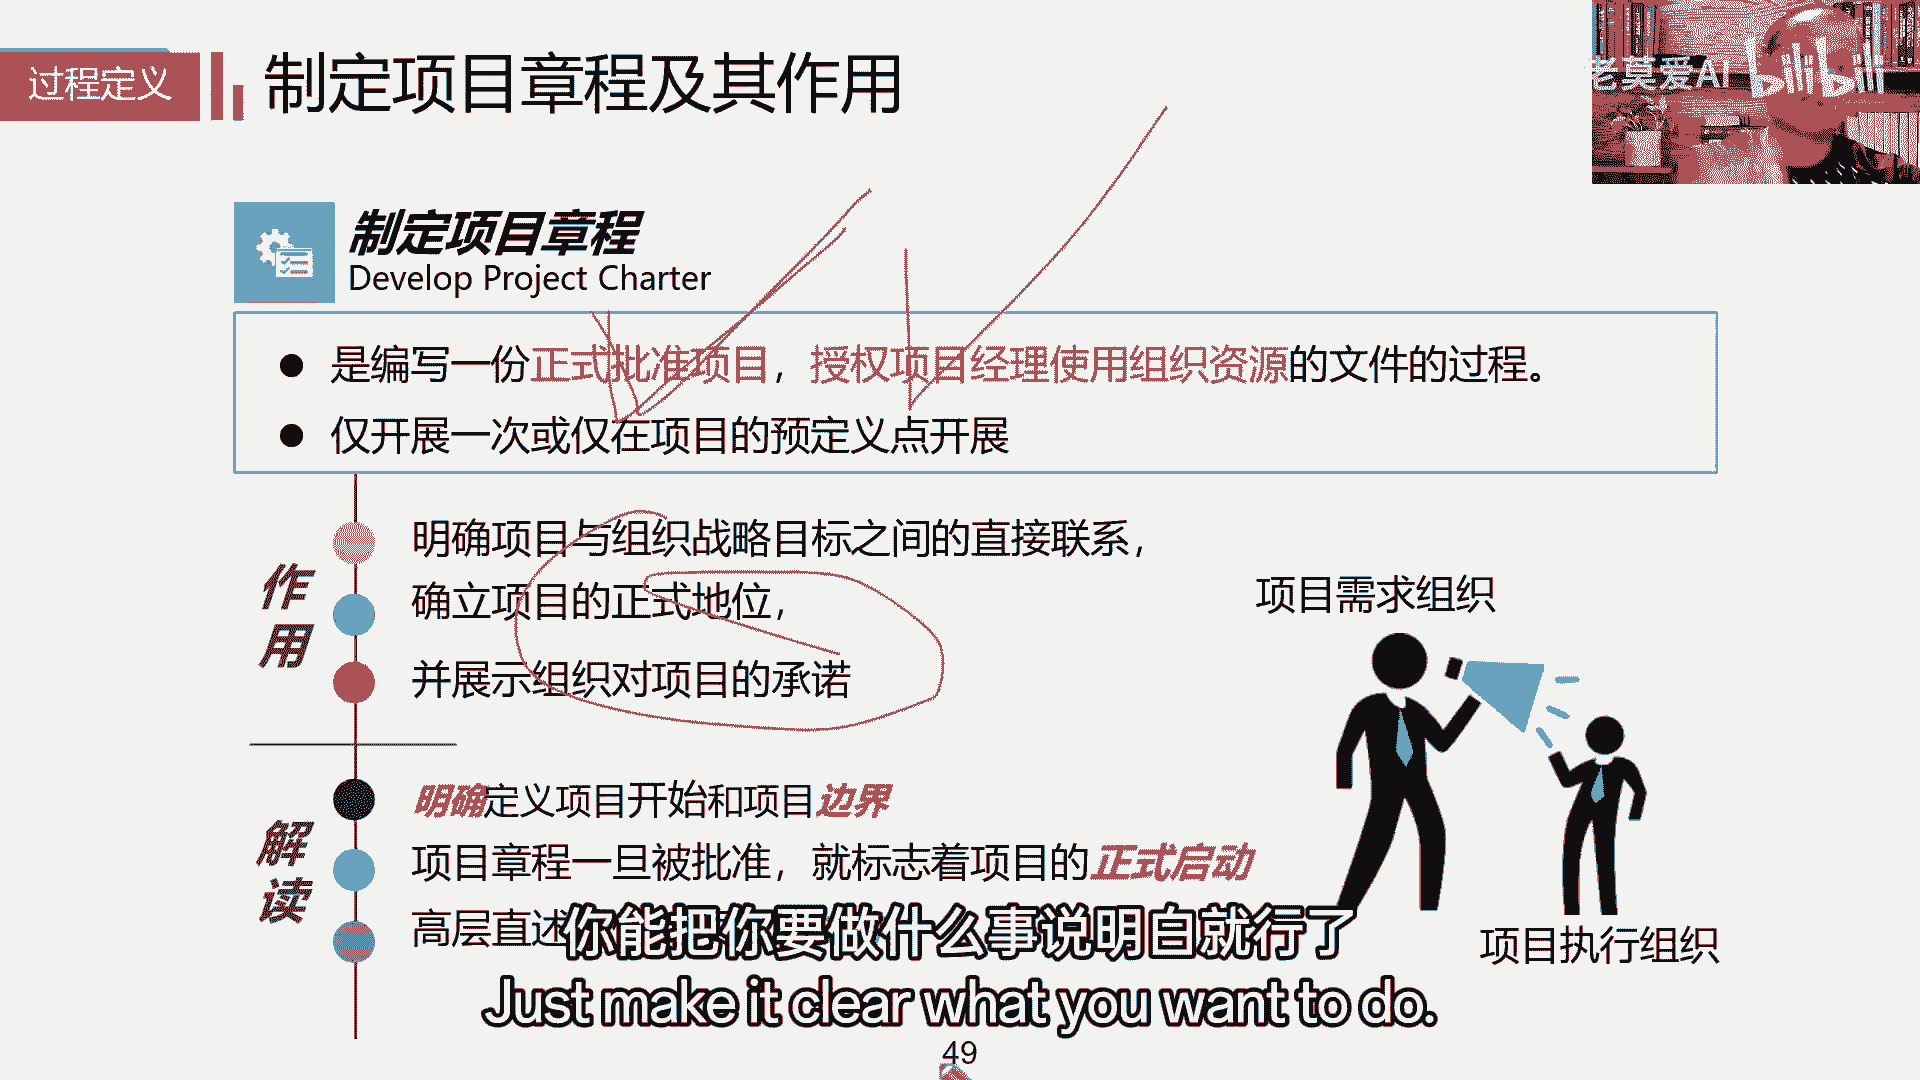 过程定义
制定项目章程及其作用
老莫爱AI
bilibili
制定项目章程
Develop Project Charter
是编写一份正式批准项目，授权项目经理使用组织资源的文件的过程。
仅开展一次或仅在项目的预定义点开展
作用
明确项目与组织战略目标之间的直接联系，
确立项目的正式地位，
并展示组织对项目的承诺
项目需求组织
解读
明确定义项目开始和项目边界
项目章程一旦被批准，就标志着项目的正式启动
高层直述
项目执行组织
你能把你要做什么事说明白就行了
Just make it clear what you want to do.
49